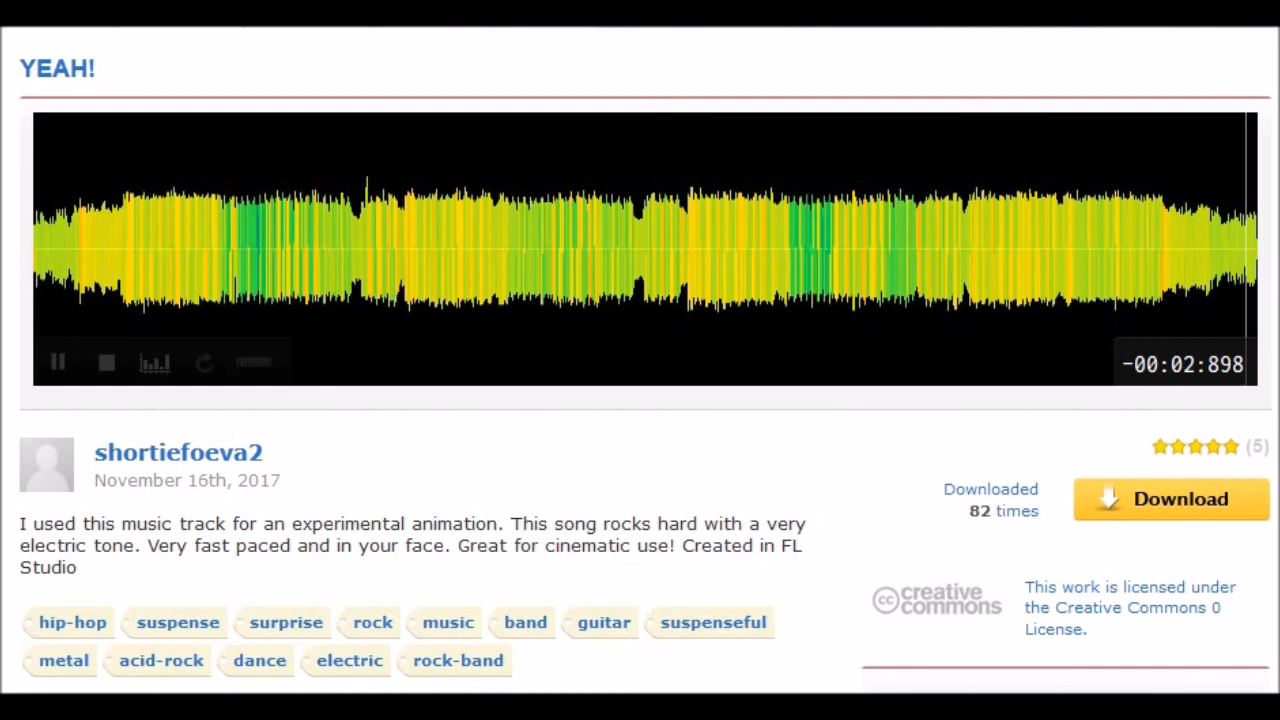 YEAH!
-00:02:898
shortiefoeva2
November 16th, 2017
(5)
Downloaded
82 times
Download
I used this music track for an experimental animation. This song rocks hard with a very
electric tone. Very fast paced and in your face. Great for cinematic use! Created in FL
Studio
cc creative
commons
This work is licensed under
the Creative Commons 0
License.
hip-hop suspense surprise rock music band guitar suspenseful
metal acid-rock dance electric rock-band